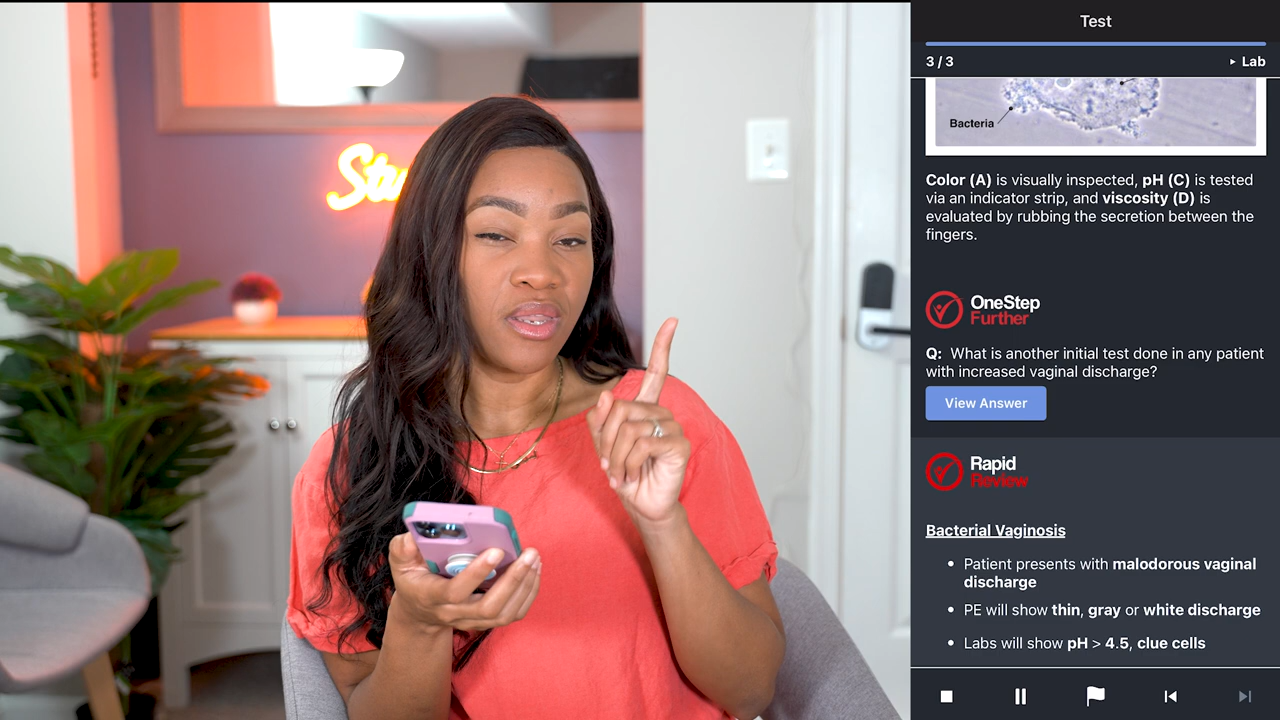 Stu
Test
3 / 3
Lab
Bacteria
Color (A) is visually inspected, pH (C) is tested
via an indicator strip, and viscosity (D) is
evaluated by rubbing the secretion between the
fingers.
OneStep
Further
Q: What is another initial test done in any patient
with increased vaginal discharge?
View Answer
Rapid
Review
Bacterial Vaginosis
• Patient presents with malodorous vaginal
discharge
• PE will show thin, gray or white discharge
• Labs will show pH > 4.5, clue cells